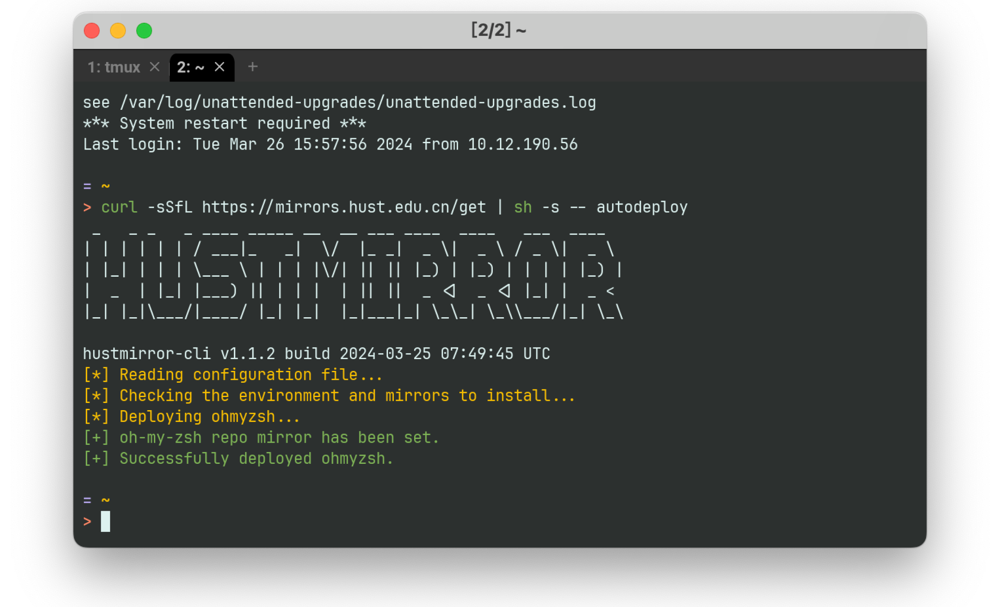 [2/2] ~
1: tmux × 2: ~ × +
see /var/log/unattended-upgrades/unattended-upgrades.log
*** System restart required ***
Last login: Tue Mar 26 15:57:56 2024 from 10.12.190.56
= ~
> curl -sSfL https://mirrors.hust.edu.cn/get | sh -s -- autodeploy
 _   _ _   _ ____ _____ __  __ ___ ____  ____   ___  ____
| | | | | | / ___|_   _|  \/  |_ _|  _ \|  _ \ / _ \|  _ \
| |_| | | | \___ \ | | | |\/| || || |_) | |_) | | | | |_) |
|  _  | |_| |___) || | | |  | || ||  _ <|  _ <| |_| |  _ <
|_| |_|\___/|____/ |_| |_|  |_|___|_| \_\_| \_\\___/|_| \_\
hustmirror-cli v1.1.2 build 2024-03-25 07:49:45 UTC
[*] Reading configuration file...
[*] Checking the environment and mirrors to install...
[*] Deploying ohmyzsh...
[+] oh-my-zsh repo mirror has been set.
[+] Successfully deployed ohmyzsh.
= ~
>